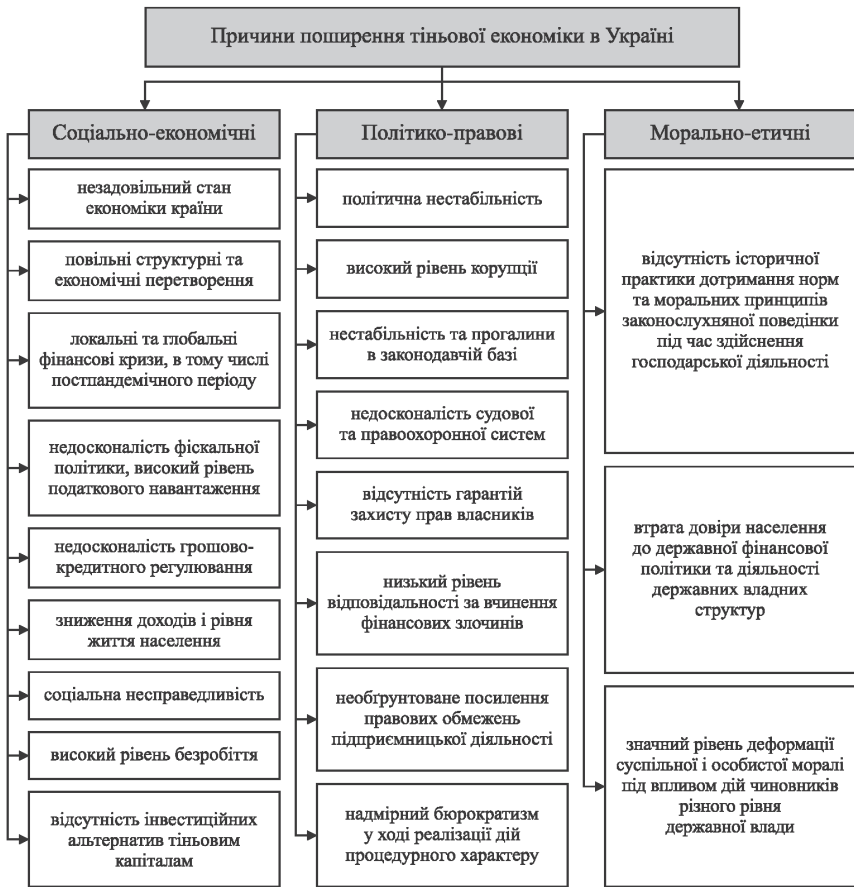 Причини поширення тіньової економіки в Україні
Соціально-економічні
незадовільний стан
економіки країни
повільні структурні та
економічні перетворення
локальні та глобальні
фінансові кризи, в тому числі
постпандемічного періоду
недосконалість фіскальної
політики, високий рівень
податкового навантаження
недосконалість грошово-
кредитного регулювання
зниження доходів і рівня
життя населення
соціальна несправедливість
високий рівень безробіття
відсутність інвестиційних
альтернатив тіньовим
капіталам
Політико-правові
політична нестабільність
високий рівень корупції
нестабільність та прогалини
в законодавчій базі
недосконалість судової
та правоохоронної систем
відсутність гарантій
захисту прав власників
низький рівень
відповідальності за вчинення
фінансових злочинів
необґрунтоване посилення
правових обмежень
підприємницької діяльності
надмірний бюрократизм
у ході реалізації дій
процедурного характеру
Морально-етичні
відсутність історичної
практики дотримання норм
та моральних принципів
законослухняної поведінки
під час здійснення
господарської діяльності
втрата довіри населення
до державної фінансової
політики та діяльності
державних владних
структур
значний рівень деформації
суспільної і особистої моралі
під впливом дій чиновників
різного рівня
державної влади